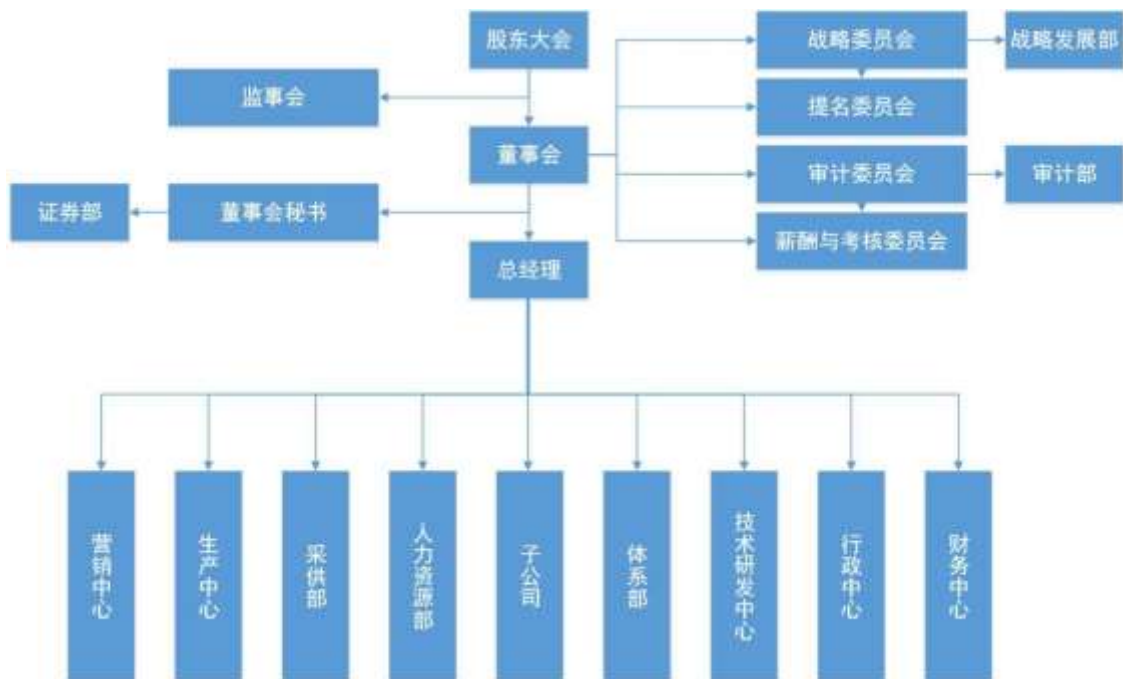 股东大会
战略委员会
战略发展部
监事会
提名委员会
董事会
审计委员会
审计部
证券部
董事会秘书
薪酬与考核委员会
总经理
营销中心
生产中心
采供部
人力资源部
子公司
体系部
技术研发中心
行政中心
财务中心